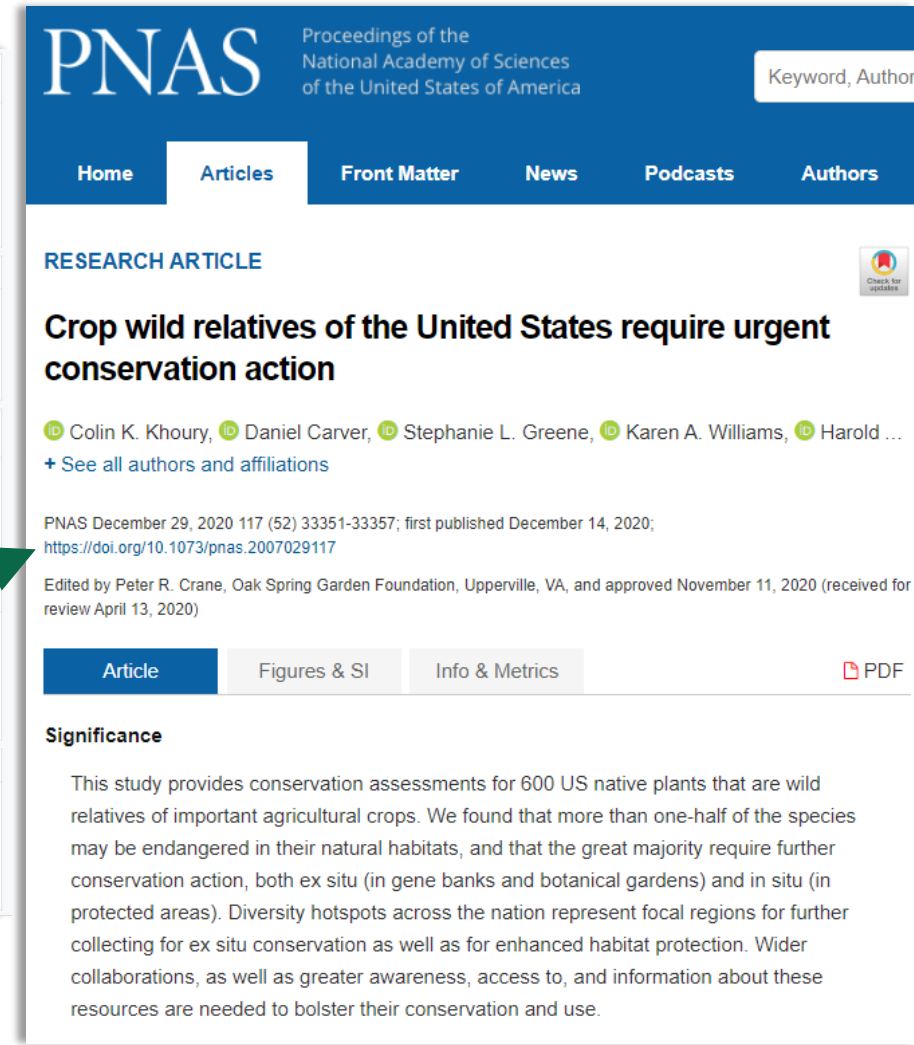 PNAS
Proceedings of the
National Academy of Sciences
of the United States of America
Keyword, Author
Home Articles Front Matter News Podcasts Authors
RESEARCH ARTICLE
Check for
updates
Crop wild relatives of the United States require urgent
conservation action
iD Colin K. Khoury, iD Daniel Carver, iD Stephanie L. Greene, iD Karen A. Williams, iD Harold ...
+ See all authors and affiliations
PNAS December 29, 2020 117 (52) 33351-33357; first published December 14, 2020;
https://doi.org/10.1073/pnas.2007029117
Edited by Peter R. Crane, Oak Spring Garden Foundation, Upperville, VA, and approved November 11, 2020 (received for
review April 13, 2020)
Article Figures & SI Info & Metrics PDF
Significance
This study provides conservation assessments for 600 US native plants that are wild
relatives of important agricultural crops. We found that more than one-half of the species
may be endangered in their natural habitats, and that the great majority require further
conservation action, both ex situ (in gene banks and botanical gardens) and in situ (in
protected areas). Diversity hotspots across the nation represent focal regions for further
collecting for ex situ conservation as well as for enhanced habitat protection. Wider
collaborations, as well as greater awareness, access to, and information about these
resources are needed to bolster their conservation and use.